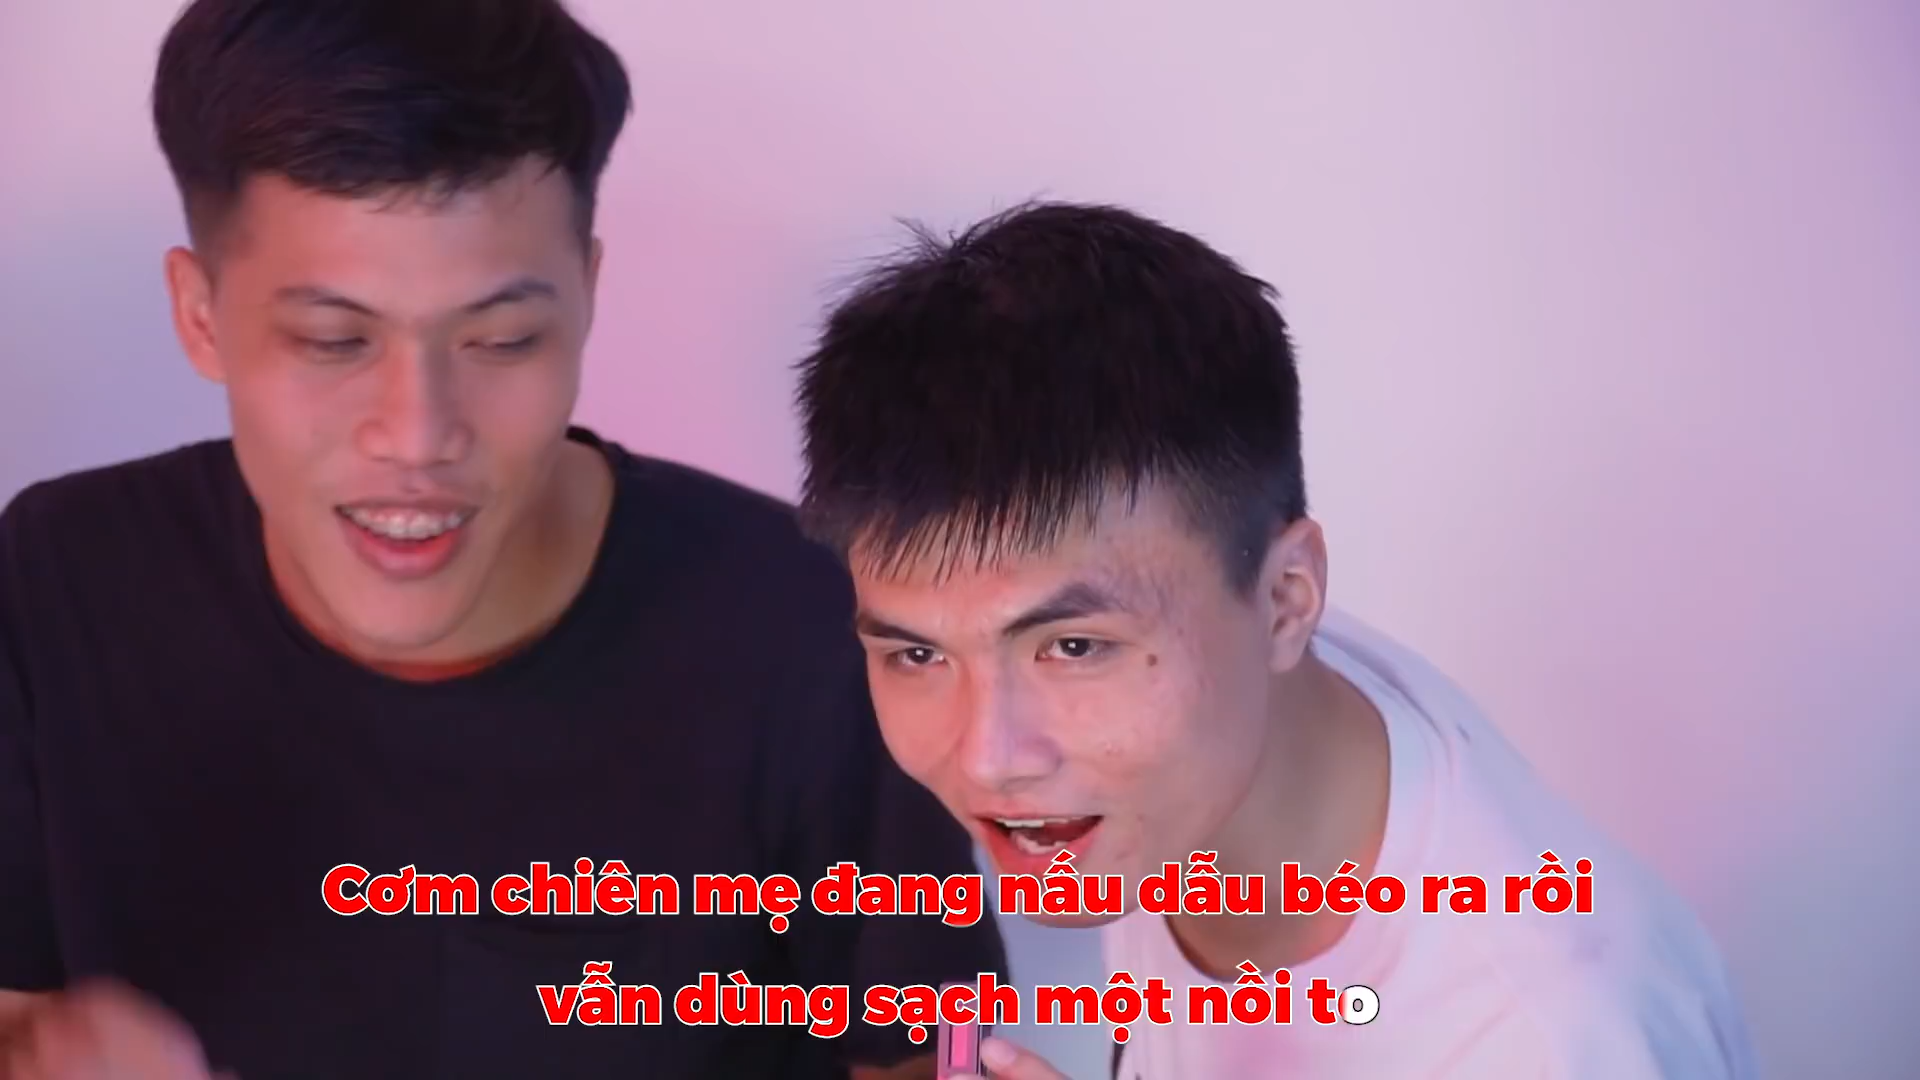 Cơm chiên mẹ đang nấu dẫu béo ra rồi
vẫn dùng sạch một nồi to